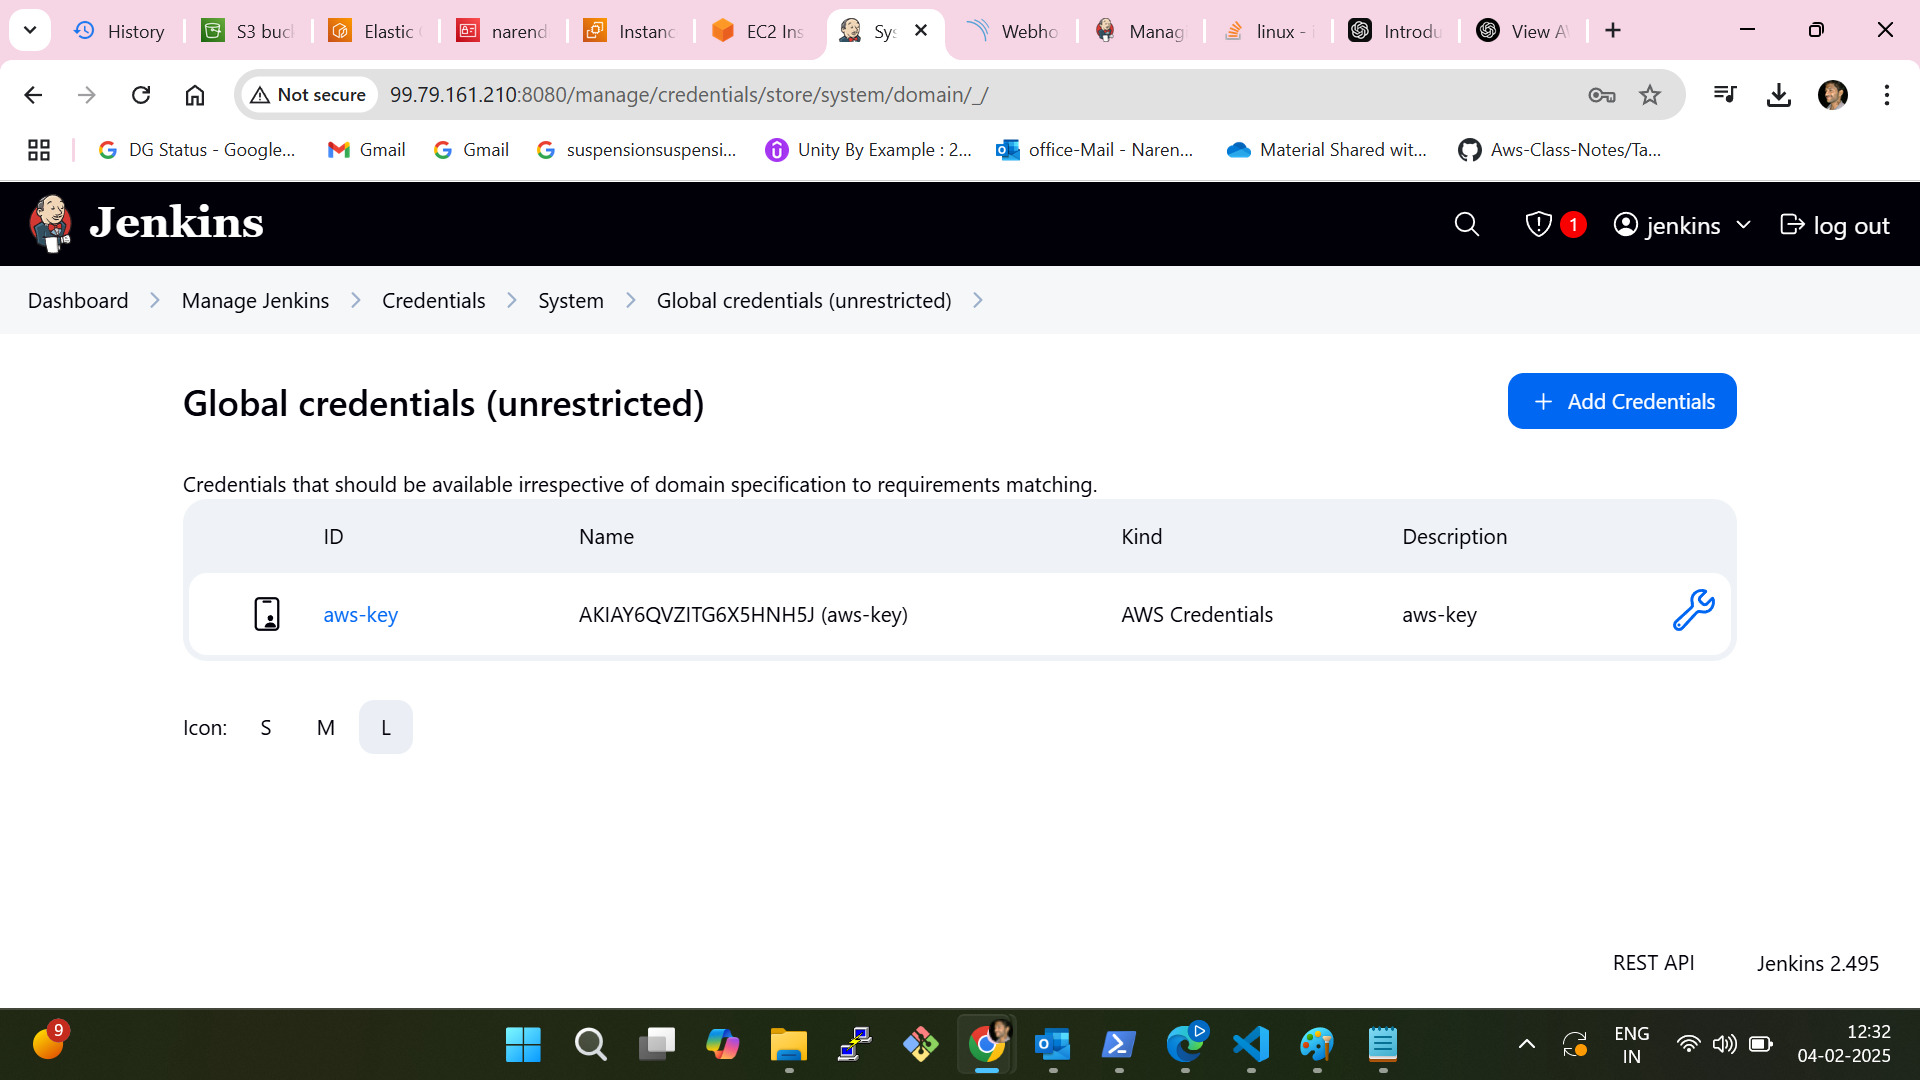 History
S3 buc
Elastic
narend
Instanc
EC2 Ins
Sys
Webho
Manag
linux - i
Introdu
View A
Not secure
99.79.161.210:8080/manage/credentials/store/system/domain/_/
DG Status - Google...
Gmail
Gmail
suspensionsuspensi...
Unity By Example : 2...
office-Mail - Naren...
Material Shared wit...
Aws-Class-Notes/Ta...
Jenkins
1
jenkins
log out
Dashboard
Manage Jenkins
Credentials
System
Global credentials (unrestricted)
Global credentials (unrestricted)
+ Add Credentials
Credentials that should be available irrespective of domain specification to requirements matching.
ID Name Kind Description
aws-key AKIAY6QVZITG6X5HNH5J (aws-key) AWS Credentials aws-key
Icon: S M L
REST API
Jenkins 2.495
9
ENG
IN
12:32
04-02-2025